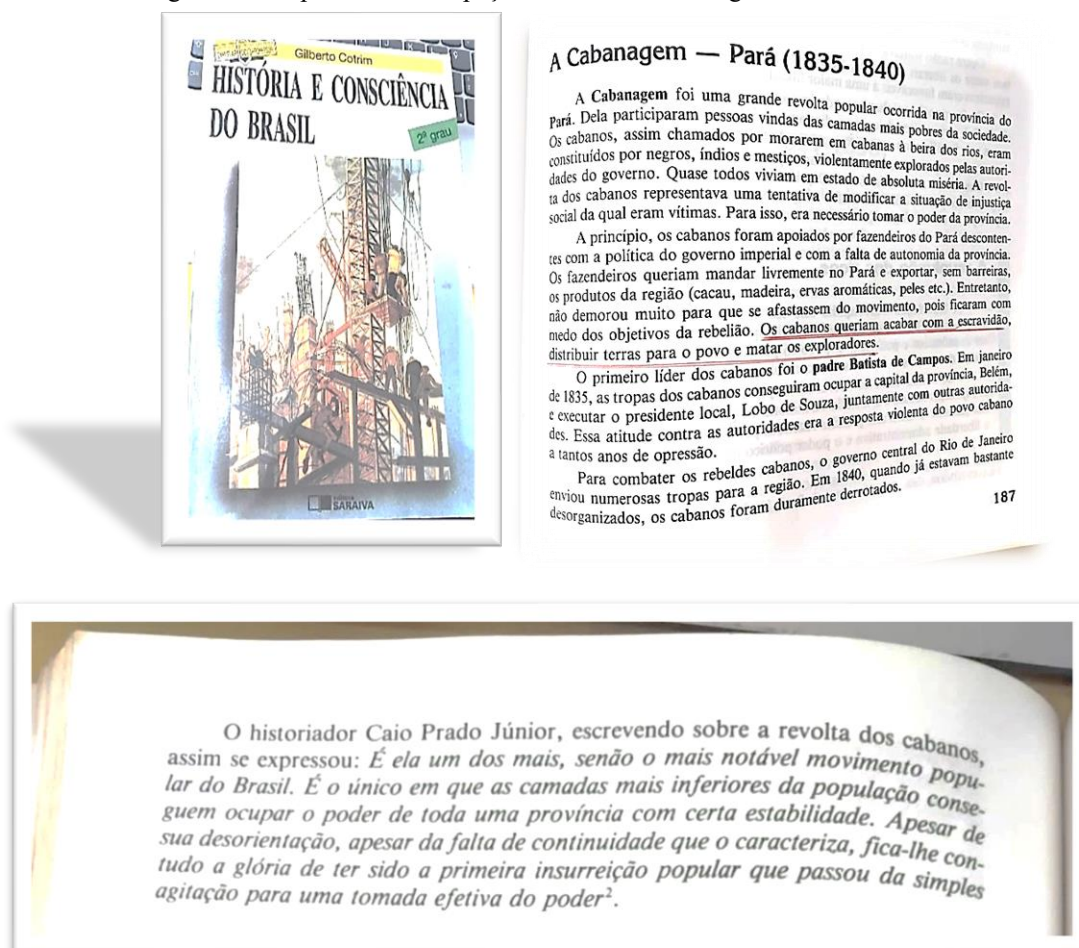 Gilberto Cotrim
HISTÓRIA E CONSCIÊNCIA
DO BRASIL
2º grau
editora
SARAIVA
A Cabanagem — Pará (1835-1840)
A Cabanagem foi uma grande revolta popular ocorrida na província do
Pará. Dela participaram pessoas vindas das camadas mais pobres da sociedade.
Os cabanos, assim chamados por morarem em cabanas à beira dos rios, eram
constituídos por negros, índios e mestiços, violentamente explorados pelas autori-
dades do governo. Quase todos viviam em estado de absoluta miséria. A revol-
ta dos cabanos representava uma tentativa de modificar a situação de injustiça
social da qual eram vítimas. Para isso, era necessário tomar o poder da província.
A princípio, os cabanos foram apoiados por fazendeiros do Pará desconten-
tes com a política do governo imperial e com a falta de autonomia da província.
Os fazendeiros queriam mandar livremente no Pará e exportar, sem barreiras,
os produtos da região (cacau, madeira, ervas aromáticas, peles etc.). Entretanto,
não demorou muito para que se afastassem do movimento, pois ficaram com
medo dos objetivos da rebelião. Os cabanos queriam acabar com a escravidão,
distribuir terras para o povo e matar os exploradores.
O primeiro líder dos cabanos foi o padre Batista de Campos. Em janeiro
de 1835, as tropas dos cabanos conseguiram ocupar a capital da província, Belém,
e executar o presidente local, Lobo de Souza, juntamente com outras autorida-
des. Essa atitude contra as autoridades era a resposta violenta do povo cabano
a tantos anos de opressão.
Para combater os rebeldes cabanos, o governo central do Rio de Janeiro
enviou numerosas tropas para a região. Em 1840, quando já estavam bastante
desorganizados, os cabanos foram duramente derrotados.
187
O historiador Caio Prado Júnior, escrevendo sobre a revolta dos cabanos,
assim se expressou: É ela um dos mais, senão o mais notável movimento popu-
lar do Brasil. É o único em que as camadas mais inferiores da população conse-
guem ocupar o poder de toda uma província com certa estabilidade. Apesar de
sua desorientação, apesar da falta de continuidade que o caracteriza, fica-lhe con-
tudo a glória de ter sido a primeira insurreição popular que passou da simples
agitação para uma tomada efetiva do poder².